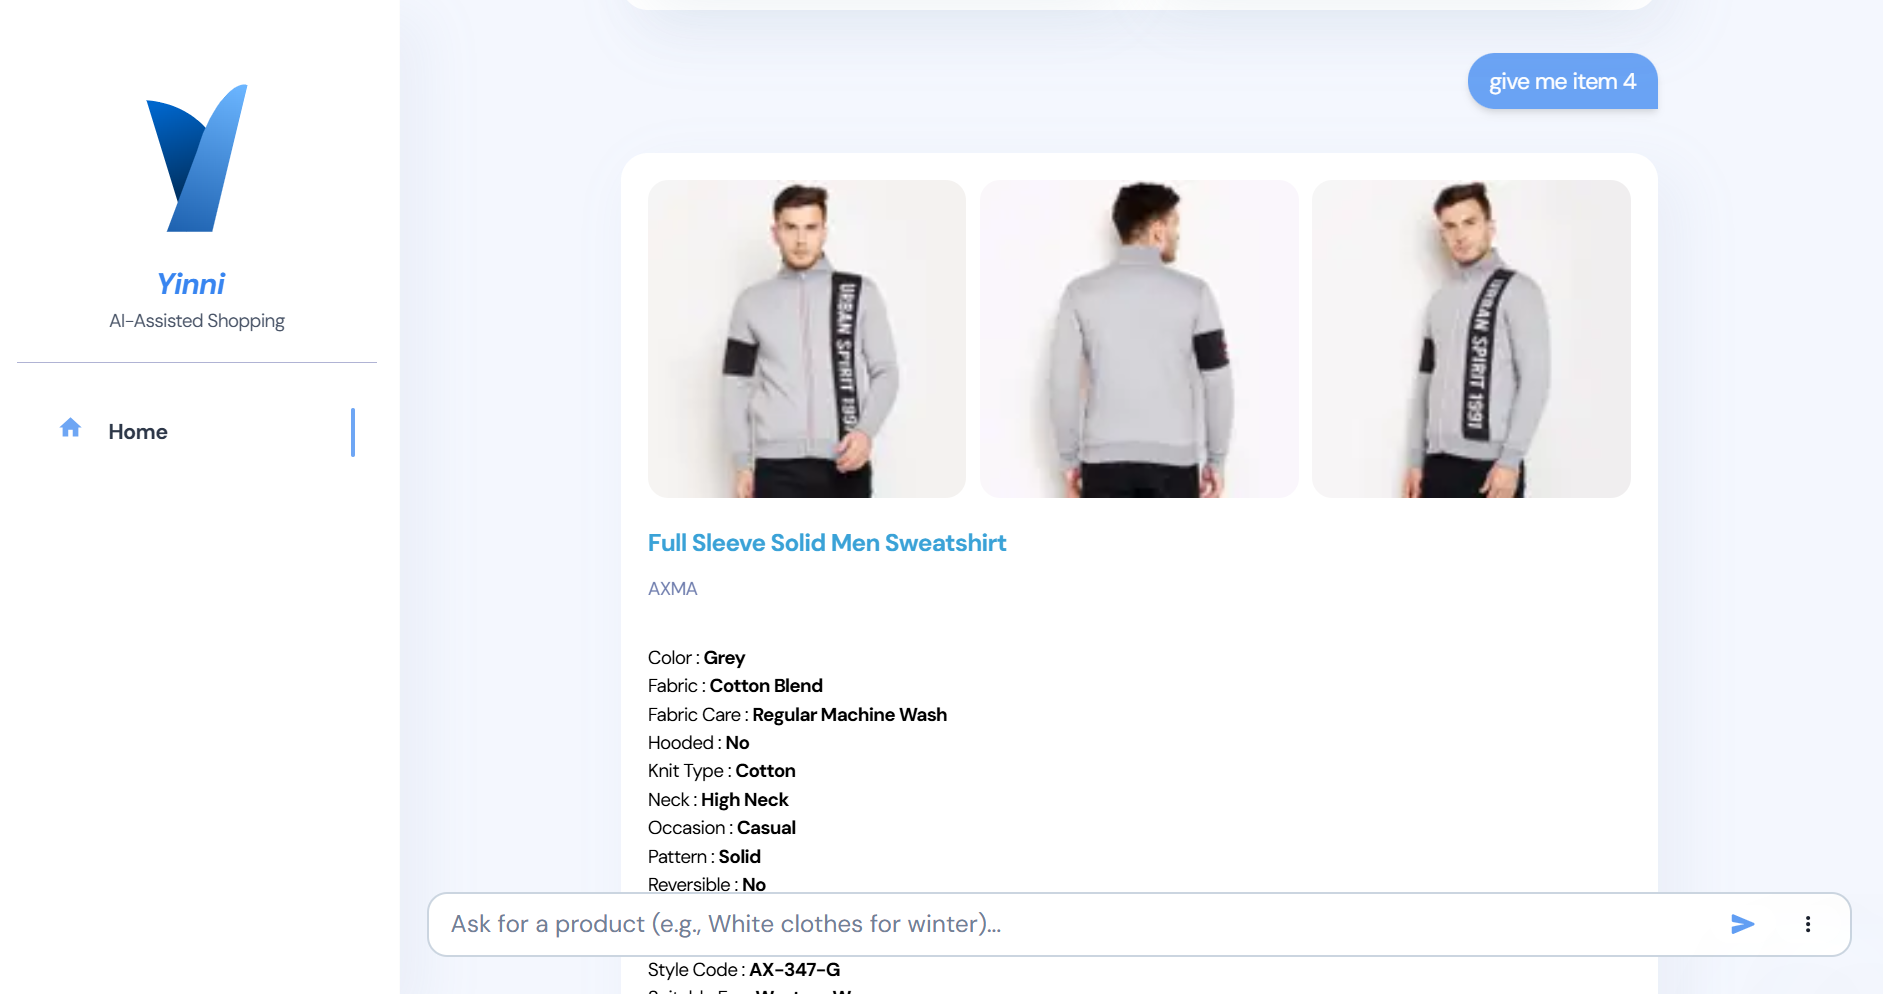 give me item 4
Yinni
AI-Assisted Shopping
Home
URBAN SPIRIT 199
URBAN SPIRIT 1991
Full Sleeve Solid Men Sweatshirt
AXMA
Color : Grey
Fabric : Cotton Blend
Fabric Care : Regular Machine Wash
Hooded : No
Knit Type : Cotton
Neck : High Neck
Occasion : Casual
Pattern : Solid
Reversible : No
Ask for a product (e.g., White clothes for winter)...
Style Code : AX-347-G